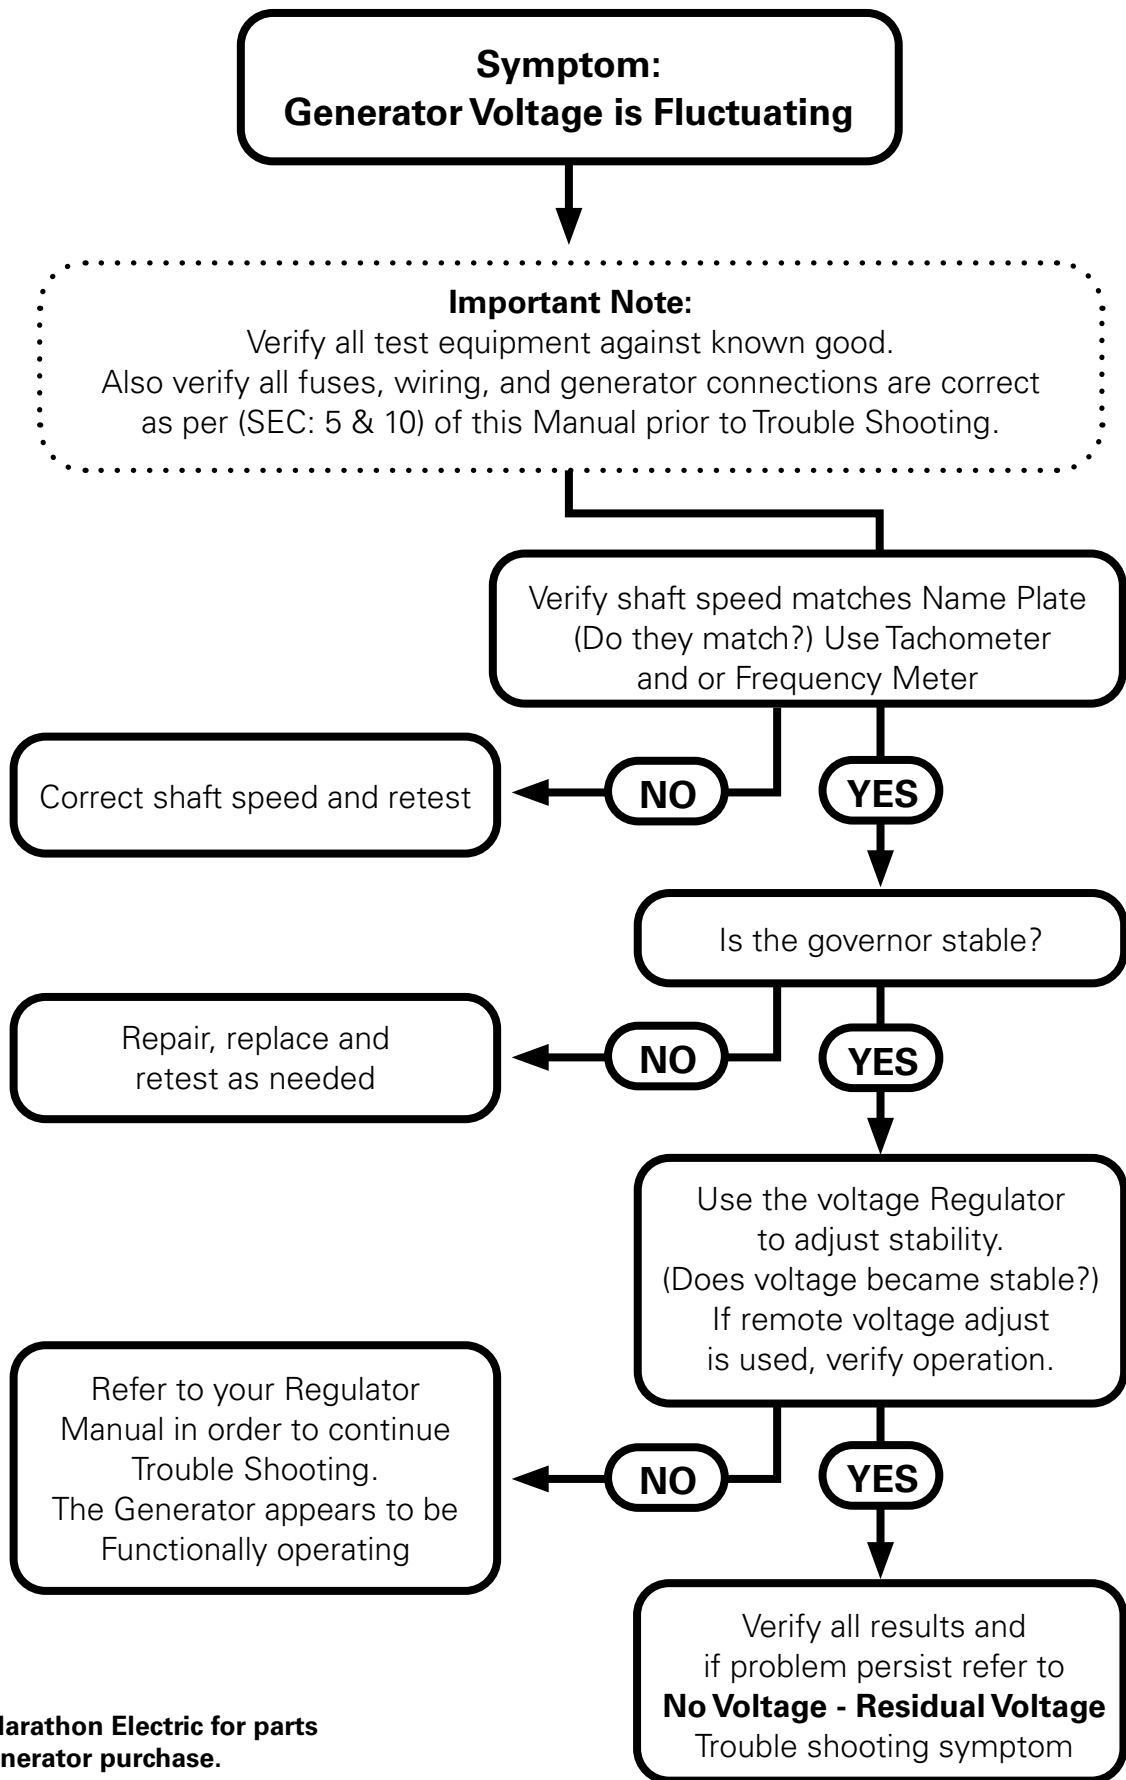 Symptom:
Generator Voltage is Fluctuating
Important Note:
Verify all test equipment against known good.
Also verify all fuses, wiring, and generator connections are correct
as per (SEC: 5 & 10) of this Manual prior to Trouble Shooting.
Verify shaft speed matches Name Plate
(Do they match?) Use Tachometer
and or Frequency Meter
NO
YES
Correct shaft speed and retest
Is the governor stable?
NO
YES
Repair, replace and
retest as needed
Use the voltage Regulator
to adjust stability.
(Does voltage became stable?)
If remote voltage adjust
is used, verify operation.
NO
YES
Refer to your Regulator
Manual in order to continue
Trouble Shooting.
The Generator appears to be
Functionally operating
Verify all results and
if problem persist refer to
No Voltage - Residual Voltage
Trouble shooting symptom
Electric for parts
purchase.